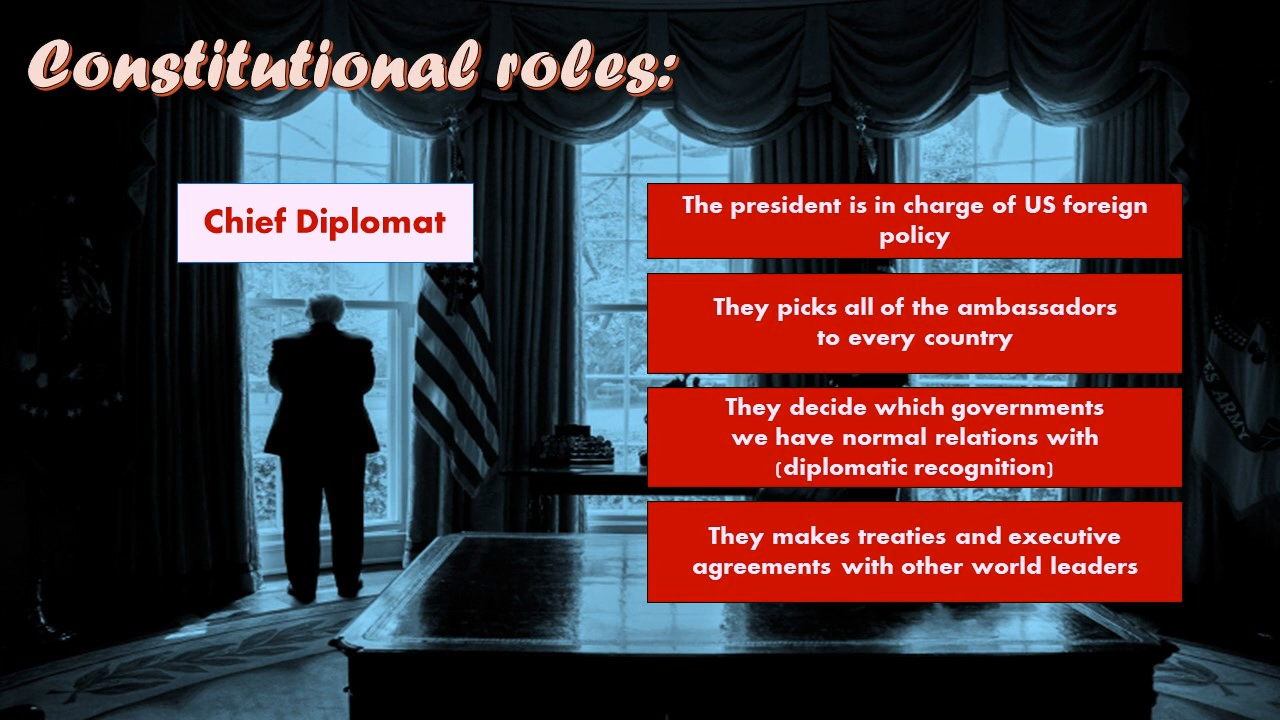 Constitutional roles:
Chief Diplomat
The president is in charge of US foreign
policy
They picks all of the ambassadors
to every country
They decide which governments
we have normal relations with
(diplomatic recognition)
They makes treaties and executive
agreements with other world leaders
ES ARMY